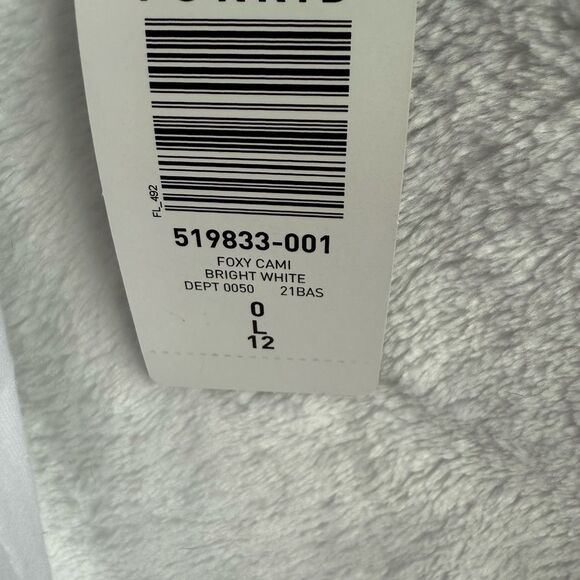 FL_492
519833-001
FOXY CAMI
BRIGHT WHITE
DEPT 0050 21BAS
0
L
12